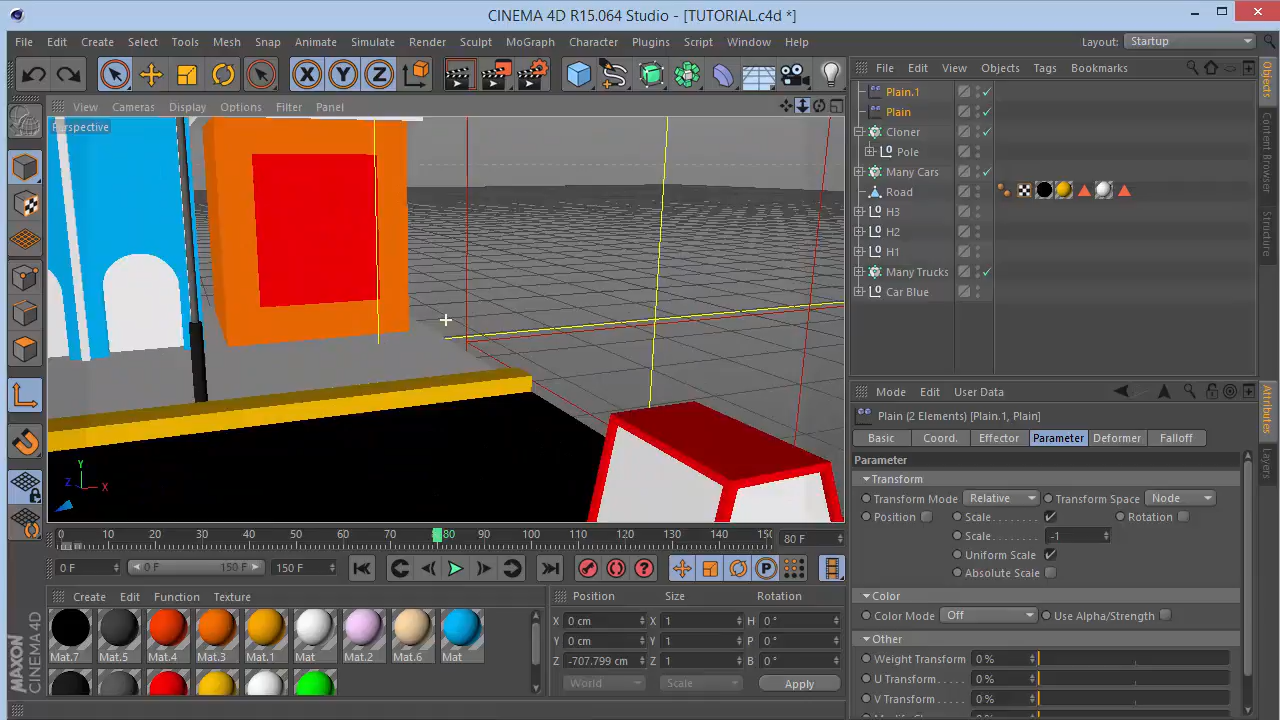 CINEMA 4D R15.064 Studio - [TUTORIAL.c4d *]
File Edit Create Select Tools Mesh Snap Animate Simulate Render Sculpt MoGraph Character Plugins Script Window Help Layout: Startup
File Edit View Objects Tags Bookmarks
View Cameras Display Options Filter Panel
Perspective
Plain.1
Plain
Cloner
Pole
Many Cars
Road
H3
H2
H1
Many Trucks
Car Blue
Objects
Content Browser
Structure
Mode Edit User Data
Plain (2 Elements) [Plain.1, Plain]
Basic Coord. Effector Parameter Deformer Falloff
Parameter
Transform
Transform Mode Relative Transform Space Node
Position Scale........ Rotation
Scale..... -1
Uniform Scale
Absolute Scale
Color
Color Mode Off Use Alpha/Strength
Other
Weight Transform 0 %
U Transform..... 0 %
V Transform..... 0 %
Attributes
Layers
Y
Z
X
0 10 20 30 40 50 60 70 80 90 100 110 120 130 140 150 80 F
0 F 0 F 150 F 150 F
Create Edit Function Texture
Mat.7 Mat.5 Mat.4 Mat.3 Mat.1 Mat Mat.2 Mat.6 Mat
Position Size Rotation
X 0 cm X 1 H 0 °
Y 0 cm Y 1 P 0 °
Z -707.799 cm Z 1 B 0 °
World Scale Apply
MAXON
CINEMA 4D